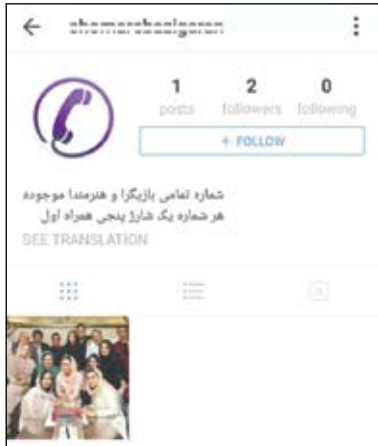 1 2 0
posts followers following
+ FOLLOW
شماره تمامی بازیگرا و هنرمندا موجوده
هر شماره یک شارژ پنجی همراه اول
SEE TRANSLATION